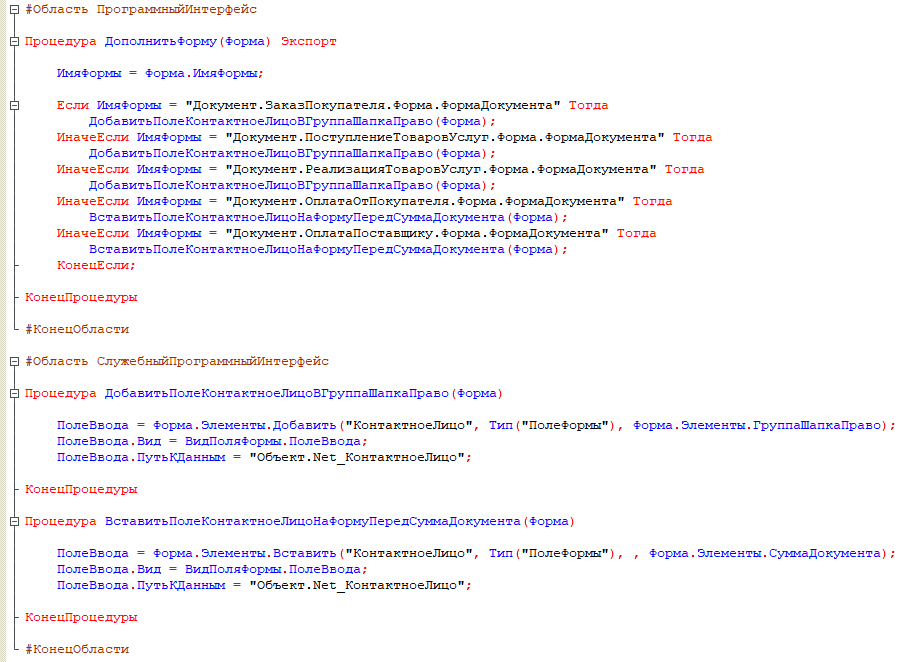 #Область ПрограммныйИнтерфейс
Процедура ДополнитьФорму(Форма) Экспорт
ИмяФормы = Форма.ИмяФормы;
Если ИмяФормы = "Документ.ЗаказПокупателя.Форма.ФормаДокумента" Тогда
ДобавитьПолеКонтактноеЛицоВГруппаШапкаПраво(Форма);
ИначеЕсли ИмяФормы = "Документ.ПоступлениеТоваровУслуг.Форма.ФормаДокумента" Тогда
ДобавитьПолеКонтактноеЛицоВГруппаШапкаПраво(Форма);
ИначеЕсли ИмяФормы = "Документ.РеализацияТоваровУслуг.Форма.ФормаДокумента" Тогда
ДобавитьПолеКонтактноеЛицоВГруппаШапкаПраво(Форма);
ИначеЕсли ИмяФормы = "Документ.ОплатаОтПокупателя.Форма.ФормаДокумента" Тогда
ВставитьПолеКонтактноеЛицоНаФормуПередСуммаДокумента(Форма);
ИначеЕсли ИмяФормы = "Документ.ОплатаПоставщику.Форма.ФормаДокумента" Тогда
ВставитьПолеКонтактноеЛицоНаФормуПередСуммаДокумента(Форма);
КонецЕсли;
КонецПроцедуры
#КонецОбласти
#Область СлужебныйПрограммныйИнтерфейс
Процедура ДобавитьПолеКонтактноеЛицоВГруппаШапкаПраво(Форма)
ПолеВвода = Форма.Элементы.Добавить("КонтактноеЛицо", Тип("ПолеФормы"), Форма.Элементы.ГруппаШапкаПраво);
ПолеВвода.Вид = ВидПоляФормы.ПолеВвода;
ПолеВвода.ПутьКДанным = "Объект.Net_КонтактноеЛицо";
КонецПроцедуры
Процедура ВставитьПолеКонтактноеЛицоНаФормуПередСуммаДокумента(Форма)
ПолеВвода = Форма.Элементы.Вставить("КонтактноеЛицо", Тип("ПолеФормы"), , Форма.Элементы.СуммаДокумента);
ПолеВвода.Вид = ВидПоляФормы.ПолеВвода;
ПолеВвода.ПутьКДанным = "Объект.Net_КонтактноеЛицо";
КонецПроцедуры
#КонецОбласти